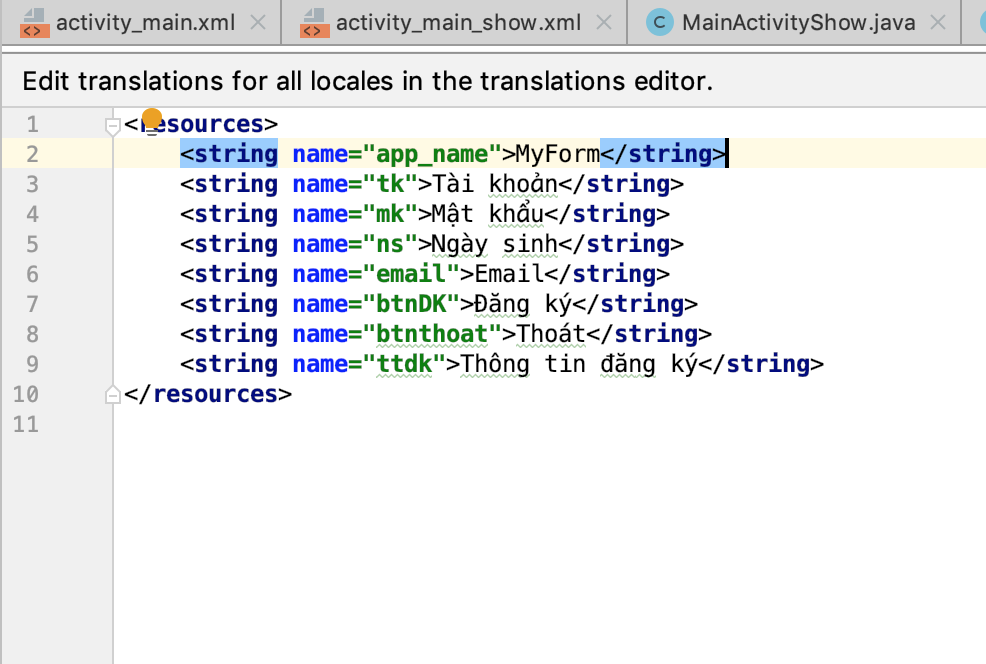 activity_main.xml activity_main_show.xml MainActivityShow.java
Edit translations for all locales in the translations editor.
1 <resources>
2 <string name="app_name">MyForm</string>
3 <string name="tk">Tài khoản</string>
4 <string name="mk">Mật khẩu</string>
5 <string name="ns">Ngày sinh</string>
6 <string name="email">Email</string>
7 <string name="btnDK">Đăng ký</string>
8 <string name="btnthoat">Thoát</string>
9 <string name="ttdk">Thông tin đăng ký</string>
10 </resources>
11